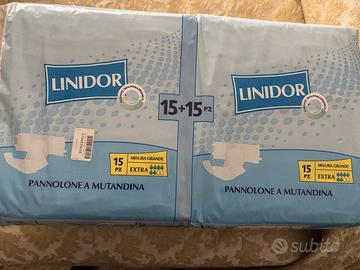 LINIDOR
LINIDOR
15+15 PZ
15 PZ
MISURA GRANDE
EXTRA
15 PZ
MISURA GRANDE
EXTRA
PANNOLONE A MUTANDINA
PANNOLONE A MUTANDINA
subito